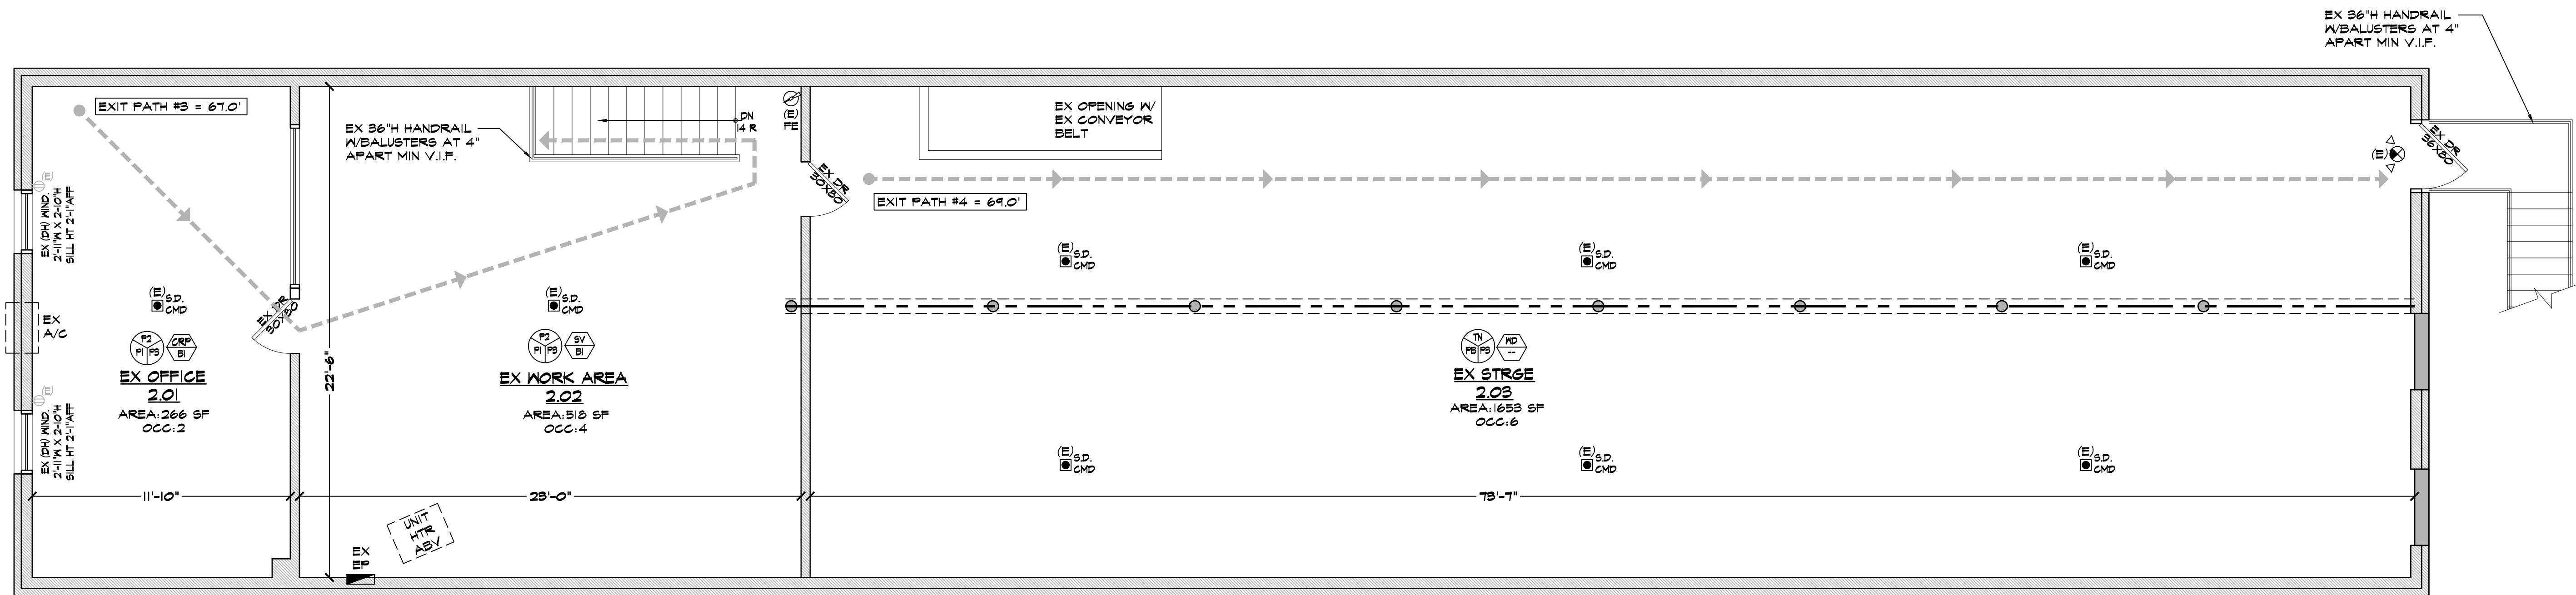 EX 36"H HANDRAIL
W/BALUSTERS AT 4"
APART MIN V.I.F.
EXIT PATH #3 = 67.0'
EX 36"H HANDRAIL
W/BALUSTERS AT 4"
APART MIN V.I.F.
DN
14 R
(E)
FE
EX DR
30X80
EX OPENING W/
EX CONVEYOR
BELT
EXIT PATH #4 = 69.0'
(E)
EX DR
36X80
(E)
EX (DH) WIND.
2'-11"W X 2'-10"H
SILL HT 2'-1"AFF
(E)
S.D.
CMD
(E)
S.D.
CMD
(E)
S.D.
CMD
(E)
S.D.
CMD
(E)
S.D.
CMD
EX
A/C
EX DR
30X80
P2
P1
P3
CRP
B1
EX OFFICE
2.01
AREA:266 SF
OCC:2
22'-6"
P2
P1
P3
SV
B1
EX WORK AREA
2.02
AREA:518 SF
OCC:4
TN
PB
P3
WD
--
EX STRGE
2.03
AREA:1653 SF
OCC:6
(E)
EX (DH) WIND.
2'-11"W X 2'-10"H
SILL HT 2'-1"AFF
(E)
S.D.
CMD
(E)
S.D.
CMD
(E)
S.D.
CMD
11'-10"
23'-0"
73'-7"
UNIT
HTR
ABV
EX
EP